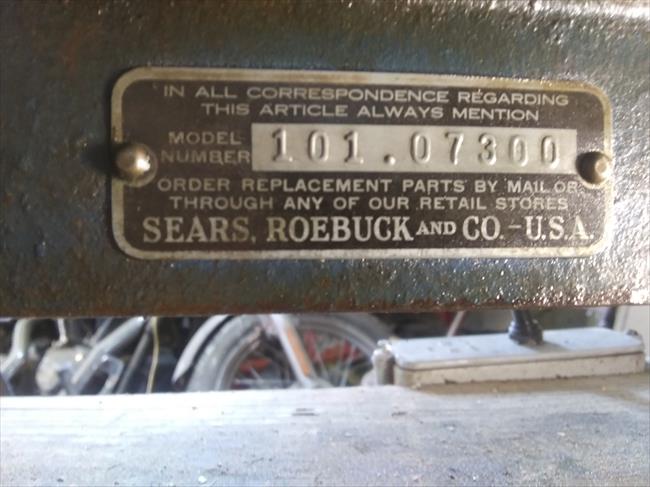 IN ALL CORRESPONDENCE REGARDING
THIS ARTICLE ALWAYS MENTION
MODEL
NUMBER 101.07300
ORDER REPLACEMENT PARTS BY MAIL OR
THROUGH ANY OF OUR RETAIL STORES
SEARS, ROEBUCK AND CO.-U.S.A.